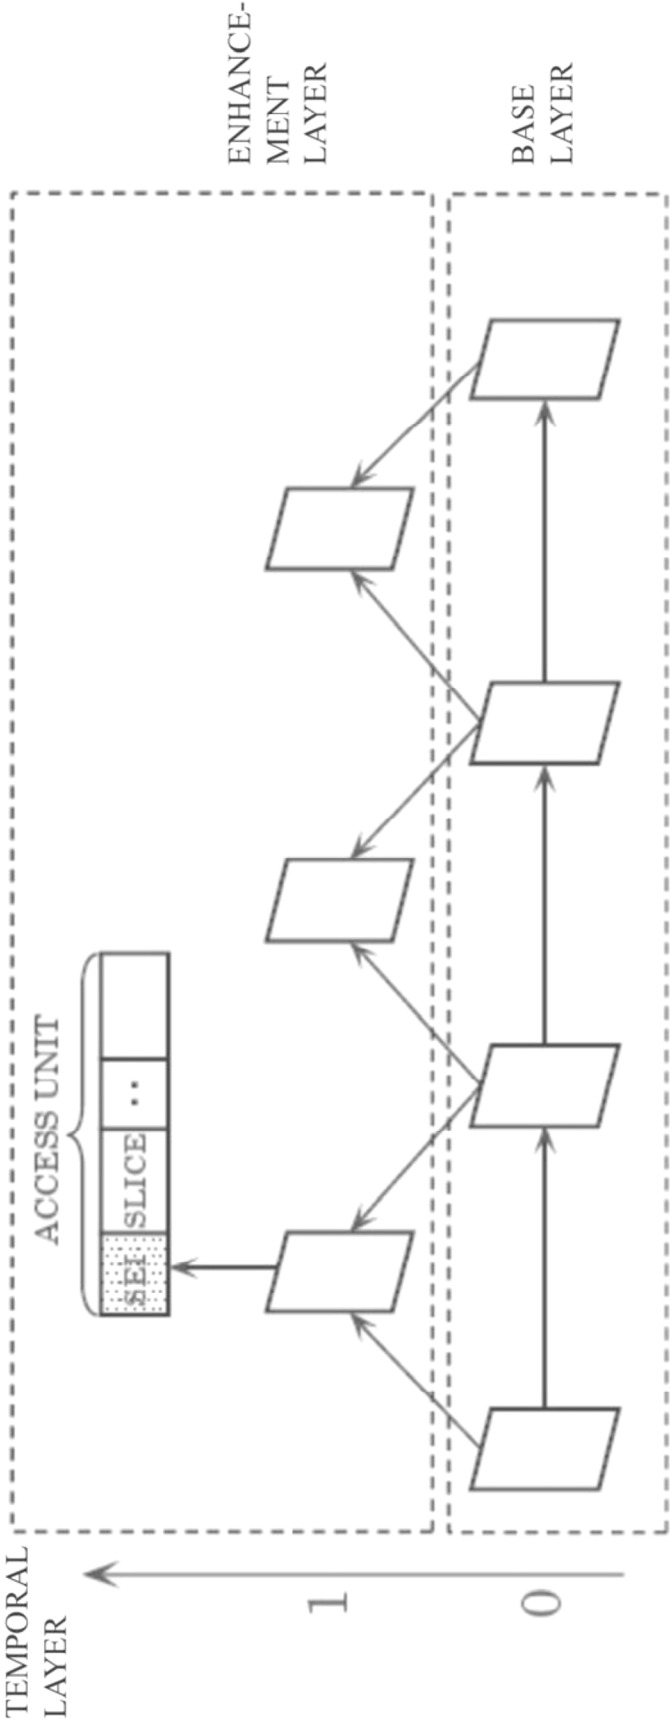 TEMPORAL
LAYER
1
0
ACCESS UNIT
SEI
SLICE
..
ENHANCE-
MENT
LAYER
BASE
LAYER